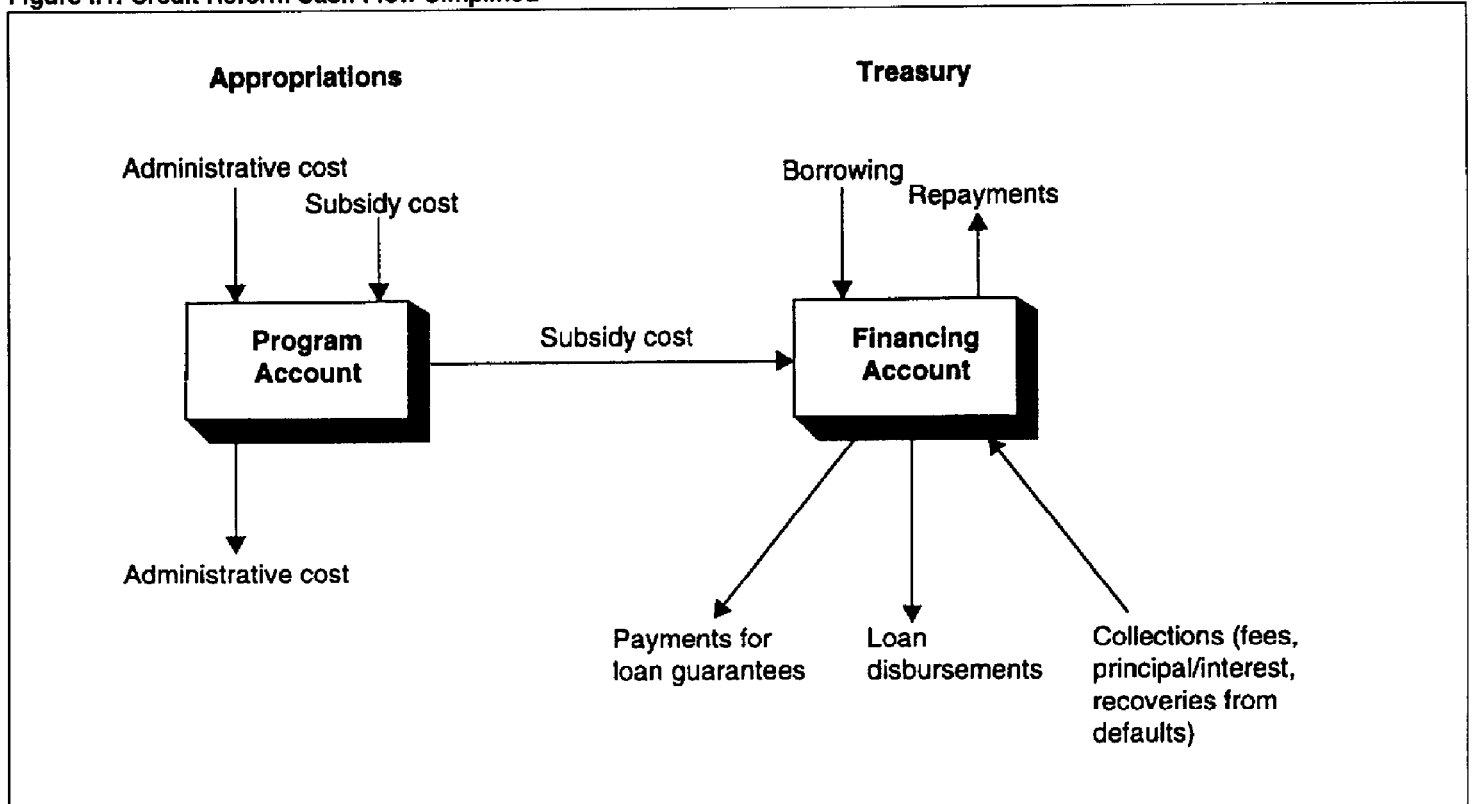 Appropriations
Treasury
Administrative cost
Subsidy cost
Borrowing
Repayments
Program
Account
Subsidy cost
Financing
Account
Administrative cost
Payments for
loan guarantees
Loan
disbursements
Collections (fees,
principal/interest,
recoveries from
defaults)